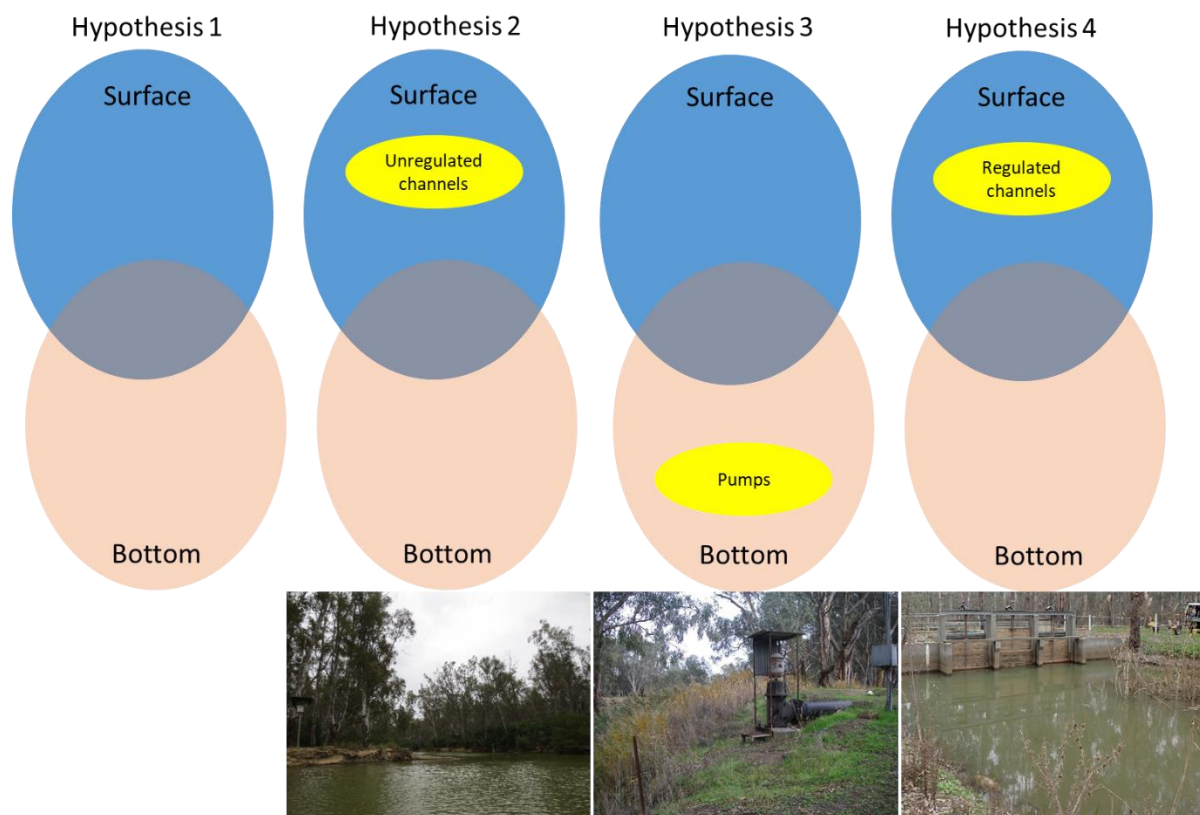 Hypothesis 1
Hypothesis 2
Hypothesis 3
Hypothesis 4
Surface
Surface
Surface
Surface
Unregulated
channels
Regulated
channels
Pumps
Bottom
Bottom
Bottom
Bottom